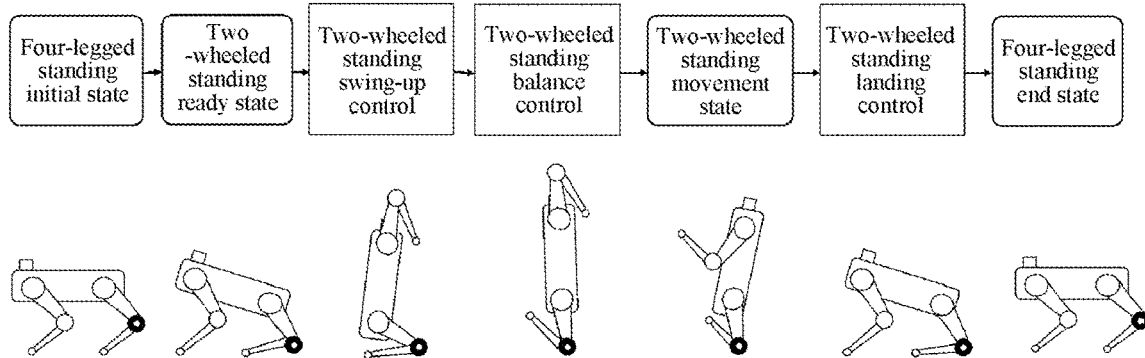 Four-legged
standing
initial state
Two
-wheeled
standing
ready state
Two-wheeled
standing
swing-up
control
Two-wheeled
standing
balance
control
Two-wheeled
standing
movement
state
Two-wheeled
standing
landing
control
Four-legged
standing
end state